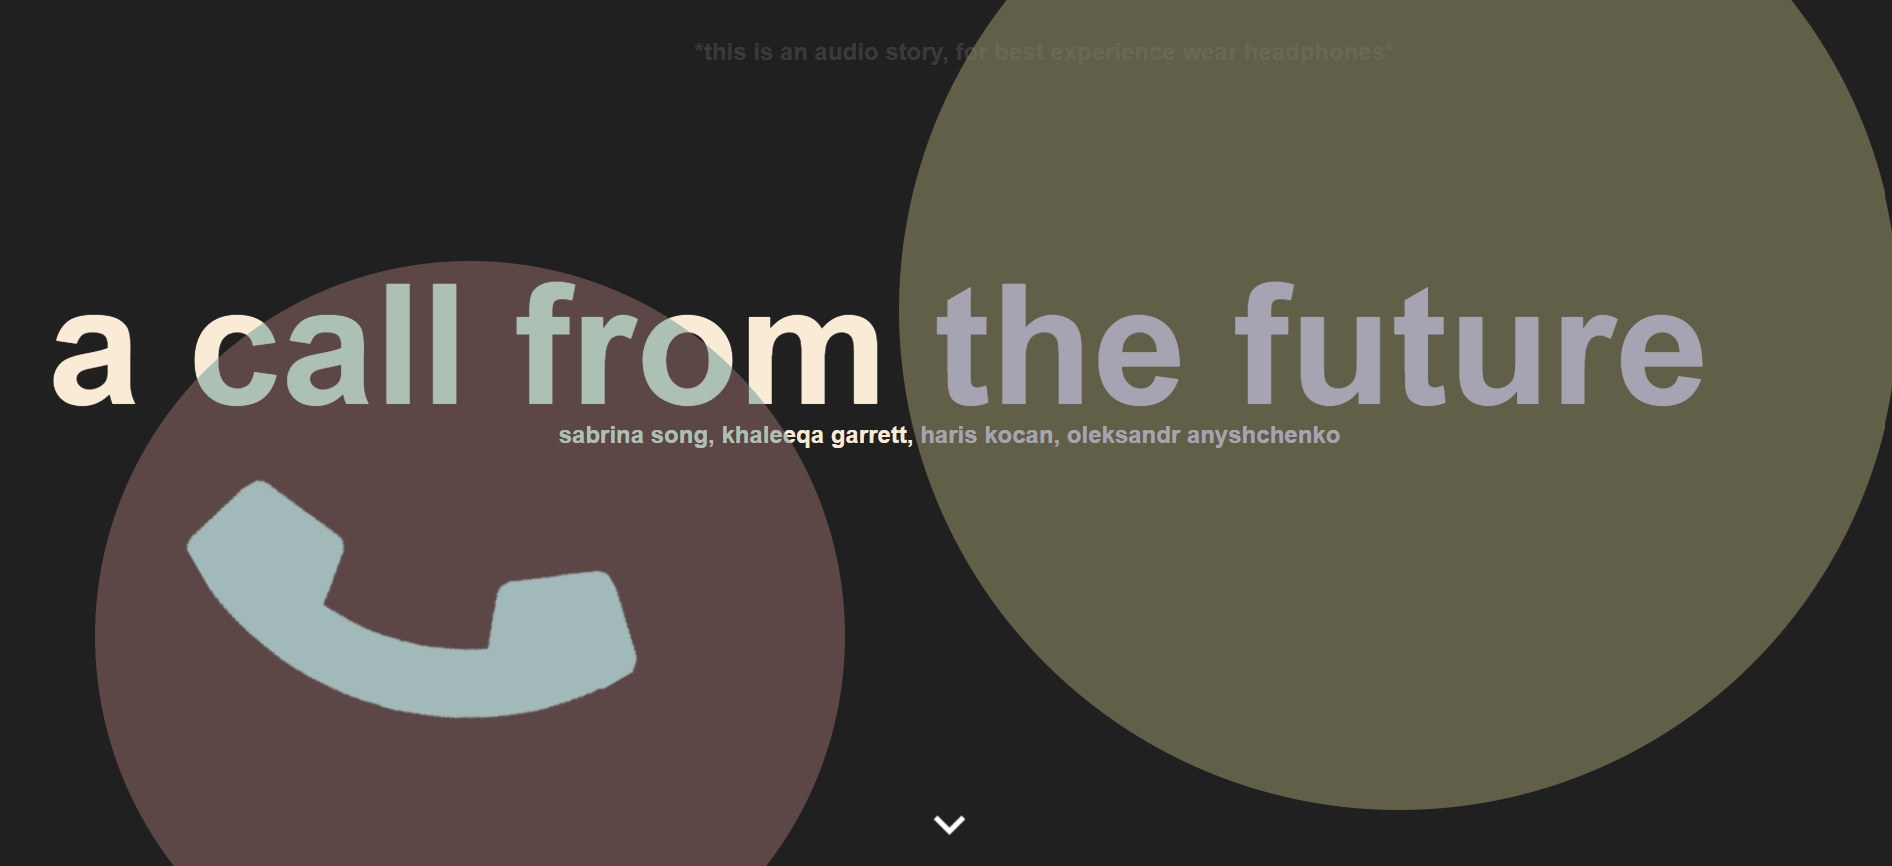 *this is an audio story, for best experience wear headphones*
a call from the future
sabrina song, khaleeqa garrett, haris kocan, oleksandr anyshchenko